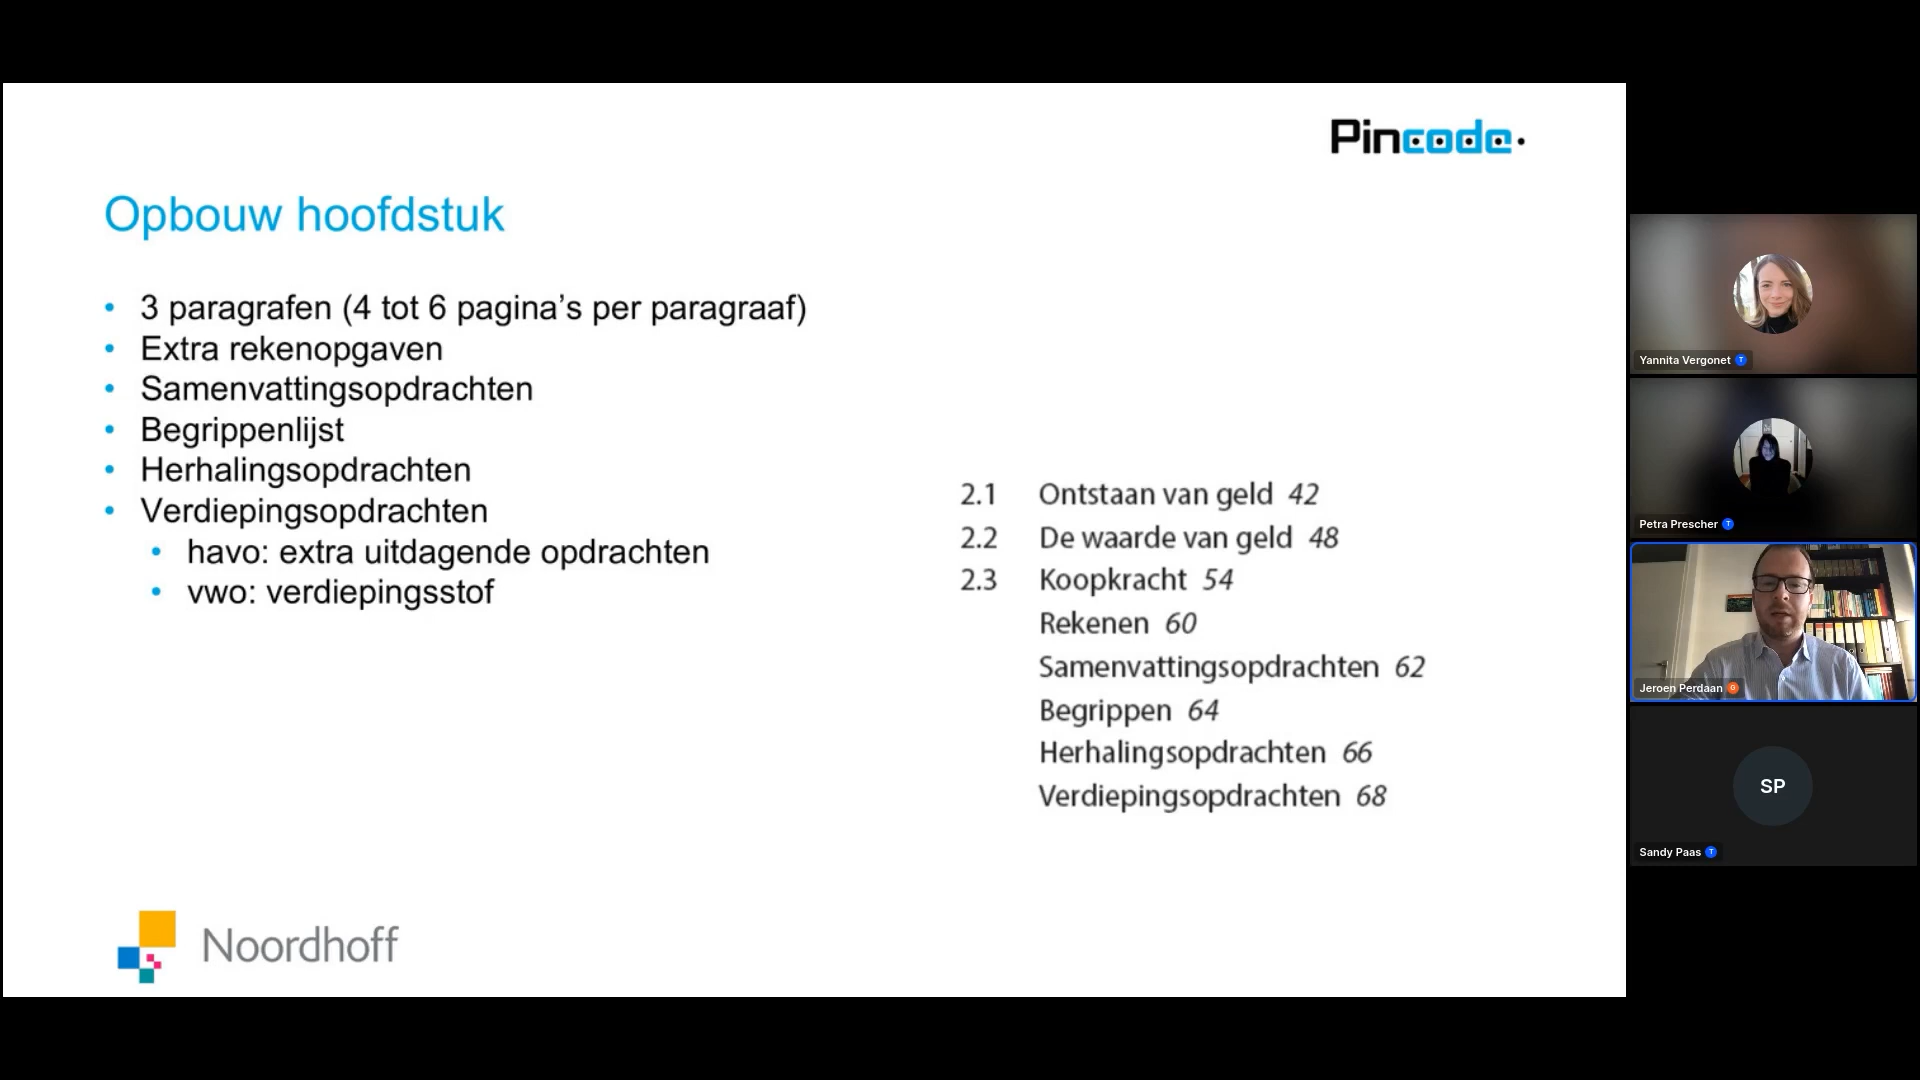 Pincode
Opbouw hoofdstuk
• 3 paragrafen (4 tot 6 pagina's per paragraaf)
• Extra rekenopgaven
• Samenvattingsopdrachten
• Begrippenlijst
• Herhalingsopdrachten
• Verdiepingsopdrachten
• havo: extra uitdagende opdrachten
• vwo: verdiepingsstof
2.1 Ontstaan van geld 42
2.2 De waarde van geld 48
2.3 Koopkracht 54
Rekenen 60
Samenvattingsopdrachten 62
Begrippen 64
Herhalingsopdrachten 66
Verdiepingsopdrachten 68
Noordhoff
Yannita Vergonet T
Petra Prescher T
Jeroen Perdaan G
SP
Sandy Paas T